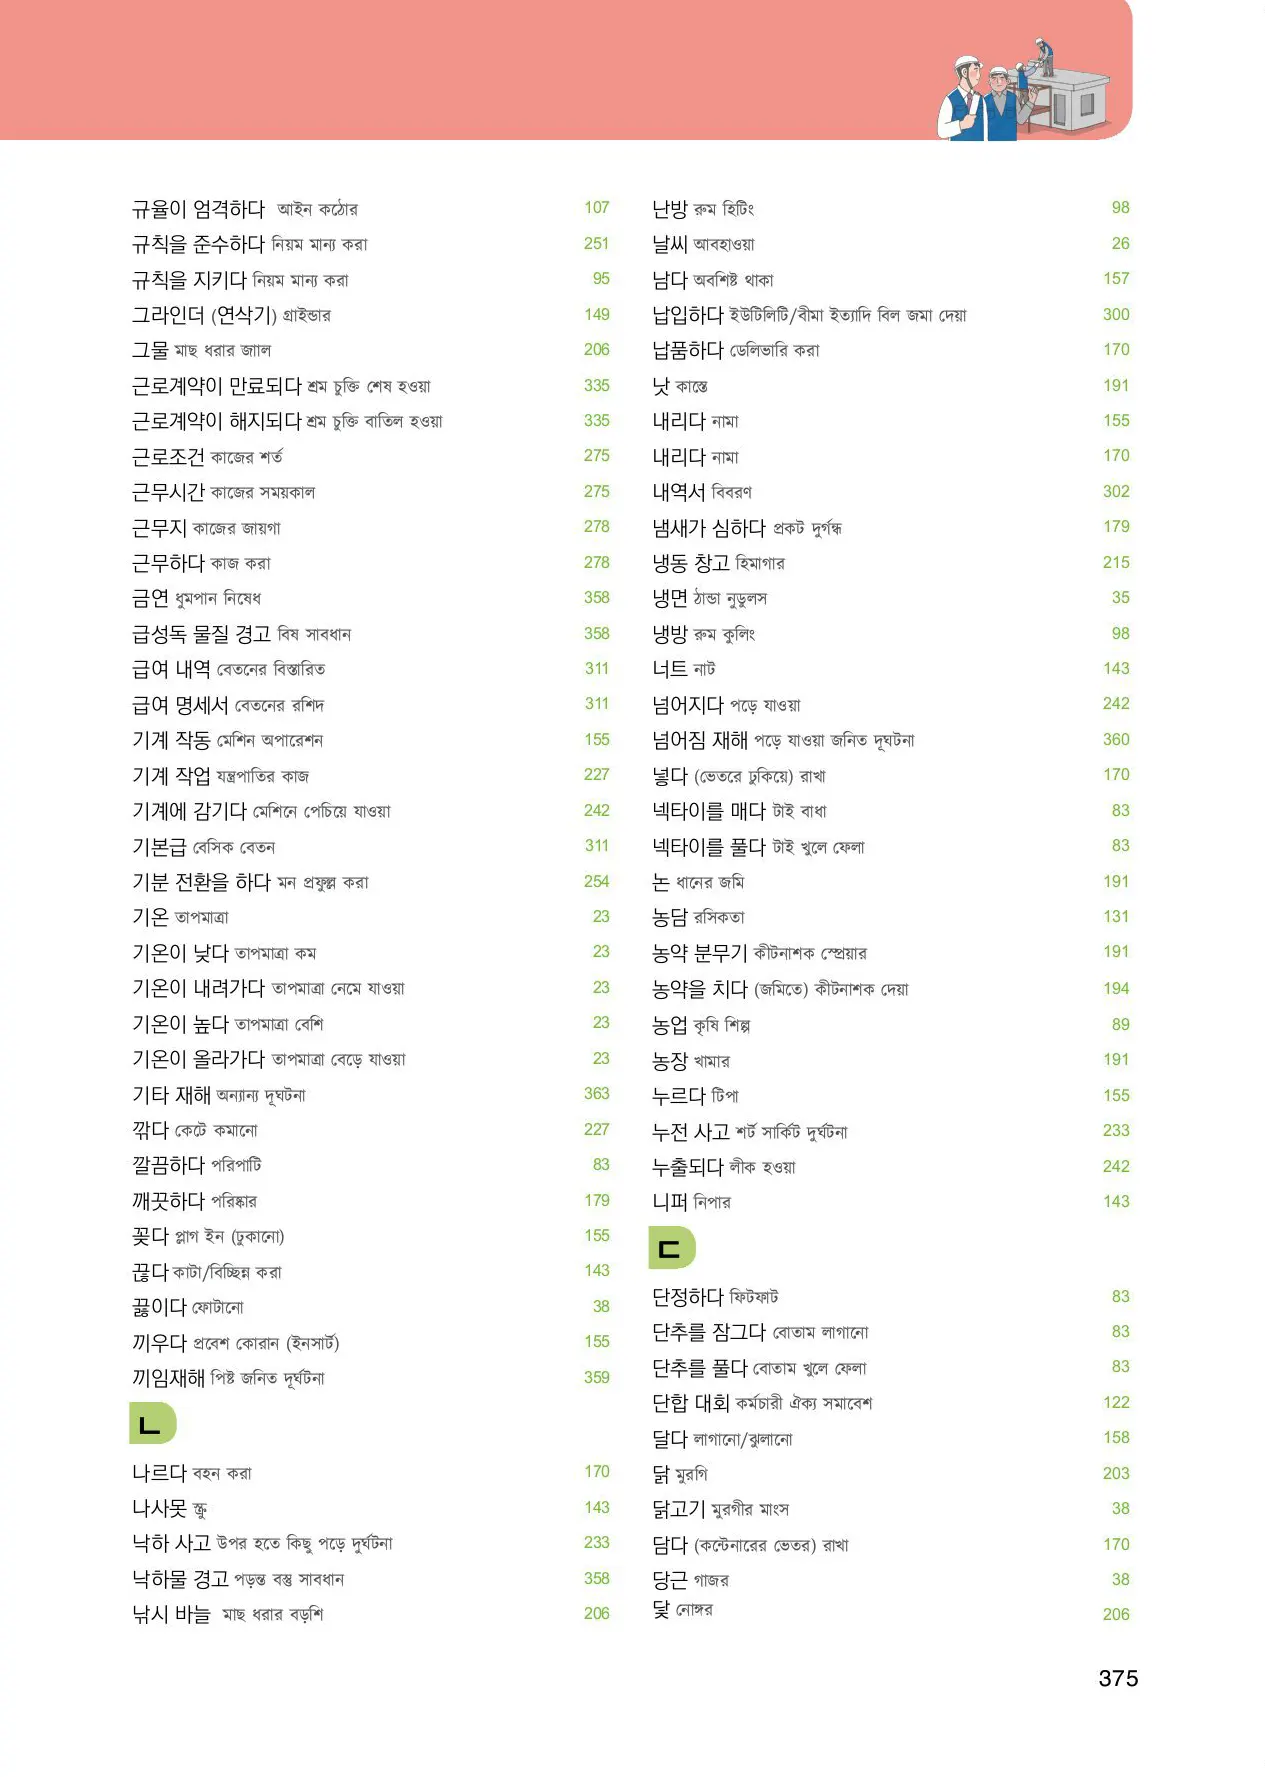 규율이 엄격하다 আইন কঠোর 107
규칙을 준수하다 নিয়ম মান্য করা 251
규칙을 지키다 নিয়ম মান্য করা 95
그라인더 (연삭기) গ্রাইন্ডার 149
그물 মাছ ধরার জাাল 206
근로계약이 만료되다 শ্রম চুক্তি শেষ হওয়া 335
근로계약이 해지되다 শ্রম চুক্তি বাতিল হওয়া 335
근로조건 কাজের শর্ত 275
근무시간 কাজের সময়কাল 275
근무지 কাজের জায়গা 278
근무하다 কাজ করা 278
금연 ধুমপান নিষেধ 358
급성독 물질 경고 বিষ সাবধান 358
급여 내역 বেতনের বিস্তারিত 311
급여 명세서 বেতনের রশিদ 311
기계 작동 মেশিন অপারেশন 155
기계 작업 যন্ত্রপাতির কাজ 227
기계에 감기다 মেশিনে পেচিয়ে যাওয়া 242
기본급 বেসিক বেতন 311
기분 전환을 하다 মন প্রফুল্ল করা 254
기온 তাপমাত্রা 23
기온이 낮다 তাপমাত্রা কম 23
기온이 내려가다 তাপমাত্রা নেমে যাওয়া 23
기온이 높다 তাপমাত্রা বেশি 23
기온이 올라가다 তাপমাত্রা বেড়ে যাওয়া 23
기타 재해 অন্যান্য দূঘটনা 363
깎다 কেটে কমানো 227
깔끔하다 পরিপাটি 83
깨끗하다 পরিষ্কার 179
꽂다 প্লাগ ইন (ঢুকানো) 155
끊다 কাটা/বিচ্ছিন্ন করা 143
끓이다 ফোটানো 38
끼우다 প্রবেশ কোরান (ইনসার্ট) 155
끼임재해 পিষ্ট জনিত দূর্ঘটনা 359
ㄴ
나르다 বহন করা 170
나사못 স্ক্রু 143
낙하 사고 উপর হতে কিছু পড়ে দুর্ঘটনা 233
낙하물 경고 পড়ন্ত বস্তু সাবধান 358
낚시 바늘 মাছ ধরার বড়শি 206
난방 রুম হিটিং 98
날씨 আবহাওয়া 26
남다 অবশিষ্ট থাকা 157
납입하다 ইউটিলিটি/বীমা ইত্যাদি বিল জমা দেয়া 300
납품하다 ডেলিভারি করা 170
낫 কাস্তে 191
내리다 নামা 155
내리다 নামা 170
내역서 বিবরণ 302
냄새가 심하다 প্রকট দুর্গন্ধ 179
냉동 창고 হিমাগার 215
냉면 ঠান্ডা নুডুলস 35
냉방 রুম কুলিং 98
너트 নাট 143
넘어지다 পড়ে যাওয়া 242
넘어짐 재해 পড়ে যাওয়া জনিত দূঘটনা 360
넣다 (ভেতরে ঢুকিয়ে) রাখা 170
넥타이를 매다 টাই বাধা 83
넥타이를 풀다 টাই খুলে ফেলা 83
논 ধানের জমি 191
농담 রসিকতা 131
농약 분무기 কীটনাশক স্প্রেয়ার 191
농약을 치다 (জমিতে) কীটনাশক দেয়া 194
농업 কৃষি শিল্প 89
농장 খামার 191
누르다 টিপা 155
누전 사고 শর্ট সার্কিট দুর্ঘটনা 233
누출되다 লীক হওয়া 242
니퍼 নিপার 143
ㄷ
단정하다 ফিটফাট 83
단추를 잠그다 বোতাম লাগানো 83
단추를 풀다 বোতাম খুলে ফেলা 83
단합 대회 কর্মচারী ঐক্য সমাবেশ 122
달다 লাগানো/ঝুলানো 158
닭 মুরগি 203
닭고기 মুরগীর মাংস 38
담다 (কন্টেনারের ভেতর) রাখা 170
당근 গাজর 38
닻 নোঙ্গর 206
375